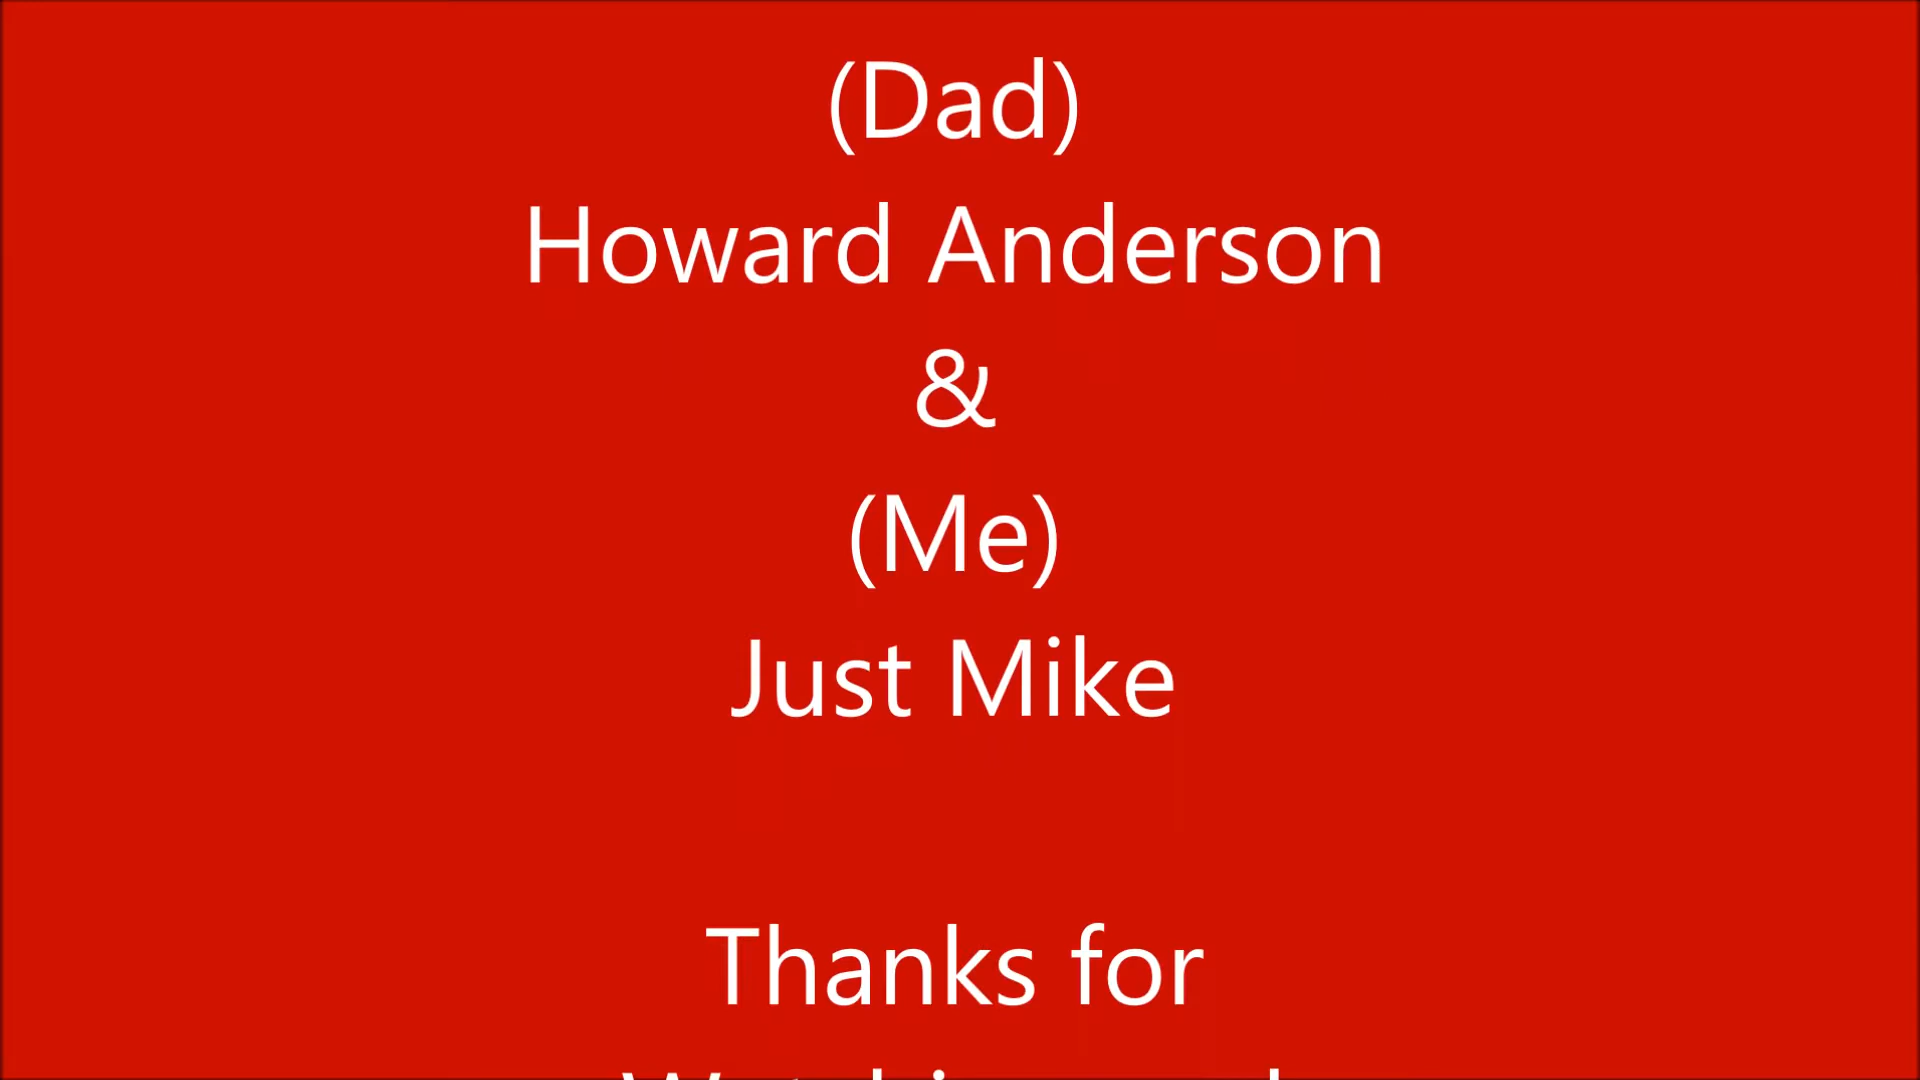 (Dad)
Howard Anderson
&
(Me)
Just Mike
Thanks for